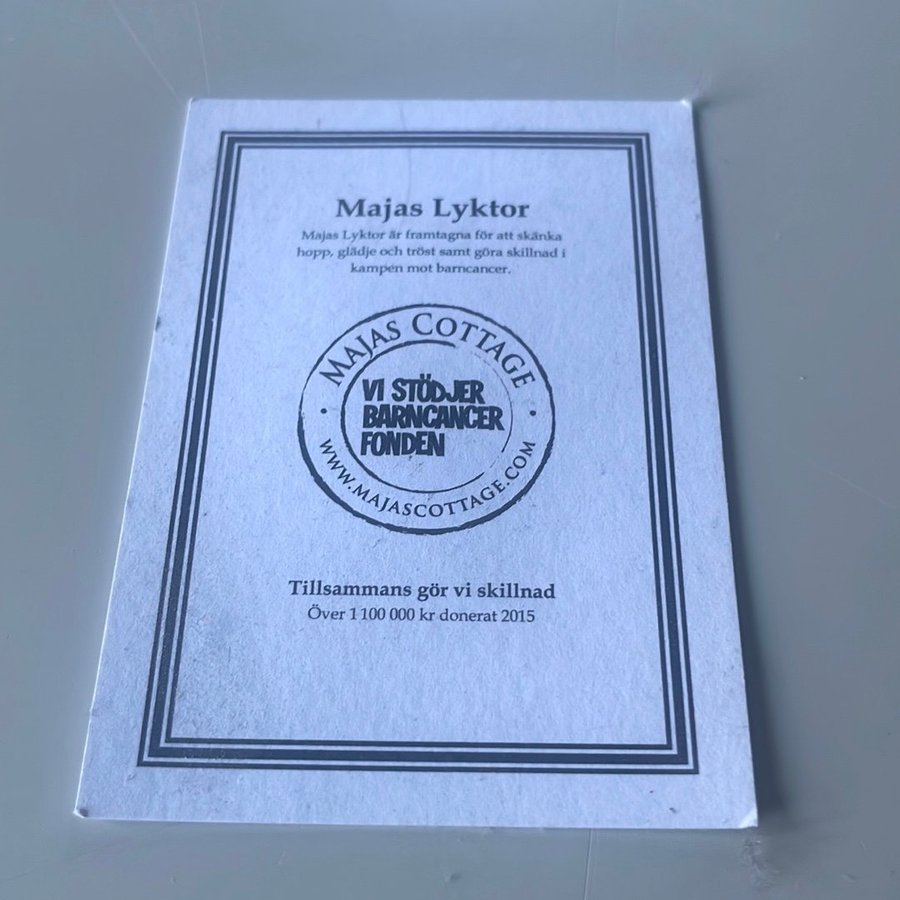 Majas Lyktor
Majas Lyktor är framtagna för att skänka
hopp, glädje och tröst samt göra skillnad i
kampen mot barncancer.
MAJAS COTTAGE
VI STÖDJER
BARNCANCER
FONDEN
WWW.MAJASCOTTAGE.COM
Tillsammans gör vi skillnad
Över 1 100 000 kr donerat 2015